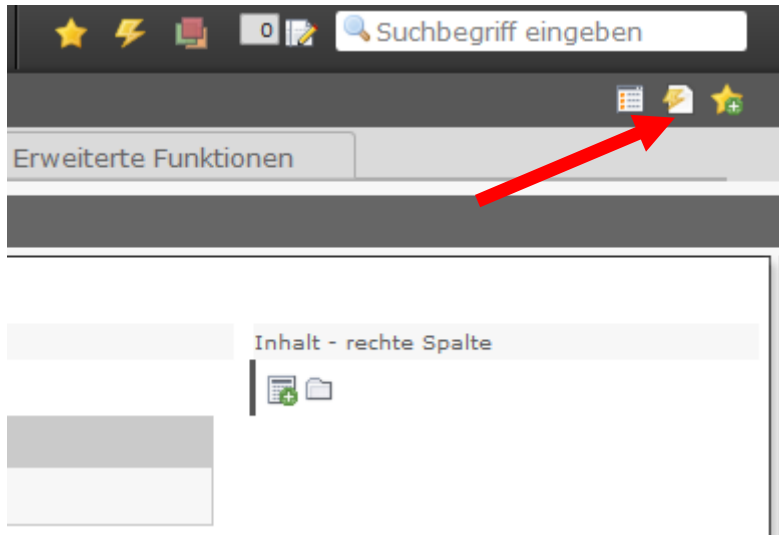 0
Suchbegriff eingeben
Erweiterte Funktionen
Inhalt - rechte Spalte